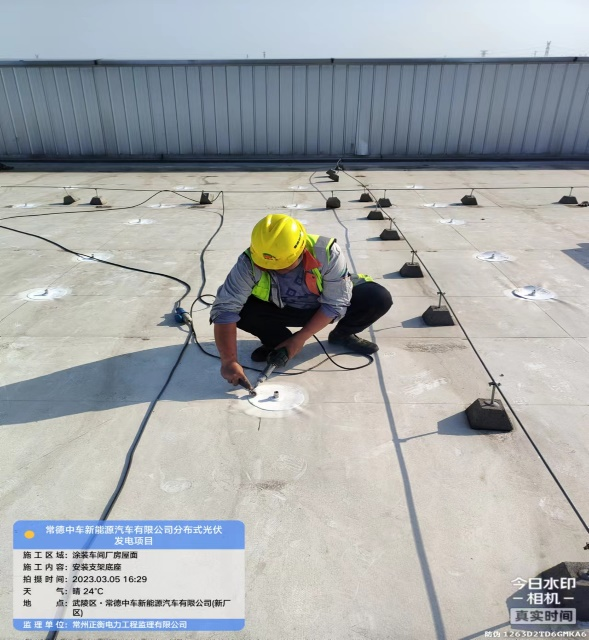 常德中车新能源汽车有限公司分布式光伏
发电项目
施工区域：涂装车间厂房屋面
施工内容：安装支架底座
拍摄时间：2023.03.05 16:29
天 气：晴 24℃
地 点：武陵区·常德中车新能源汽车有限公司(新厂
区)
监理单位：常州正衡电力工程监理有限公司
今日水印
-相机-
真实时间
防伪 1263D2TD6GMKA6